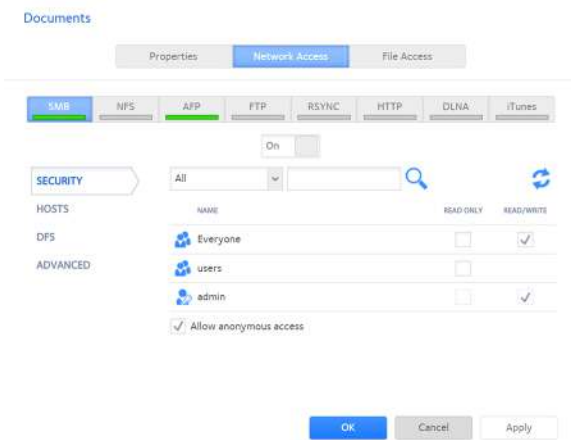 Documents
Properties Network Access File Access
SMB NFS AFP FTP RSYNC HTTP DLNA iTunes
On
SECURITY All
HOSTS NAME READ ONLY READ/WRITE
DFS Everyone
users
ADVANCED admin
Allow anonymous access
OK Cancel Apply